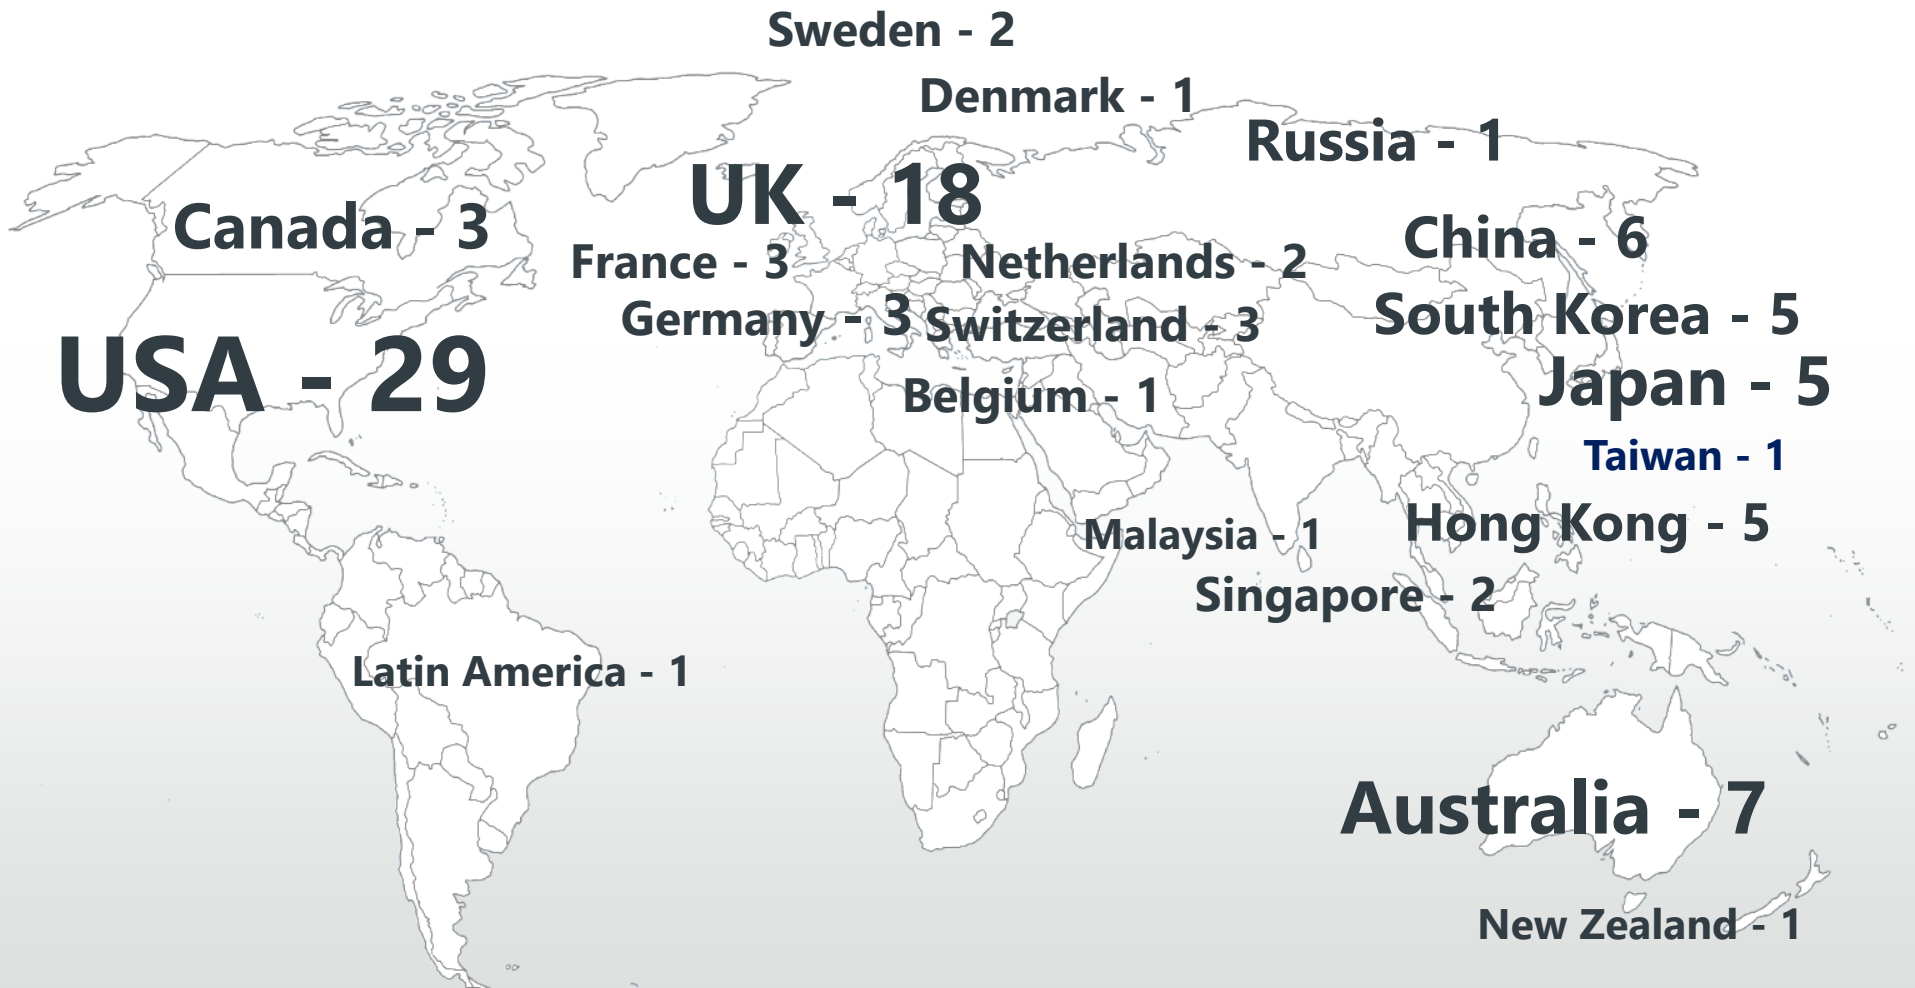 Sweden - 2
Denmark - 1
Russia - 1
UK - 18
Canada - 3
China - 6
France - 3
Netherlands - 2
Germany - 3
Switzerland - 3
South Korea - 5
USA - 29
Belgium - 1
Japan - 5
Taiwan - 1
Malaysia - 1
Hong Kong - 5
Singapore - 2
Latin America - 1
Australia - 7
New Zealand - 1